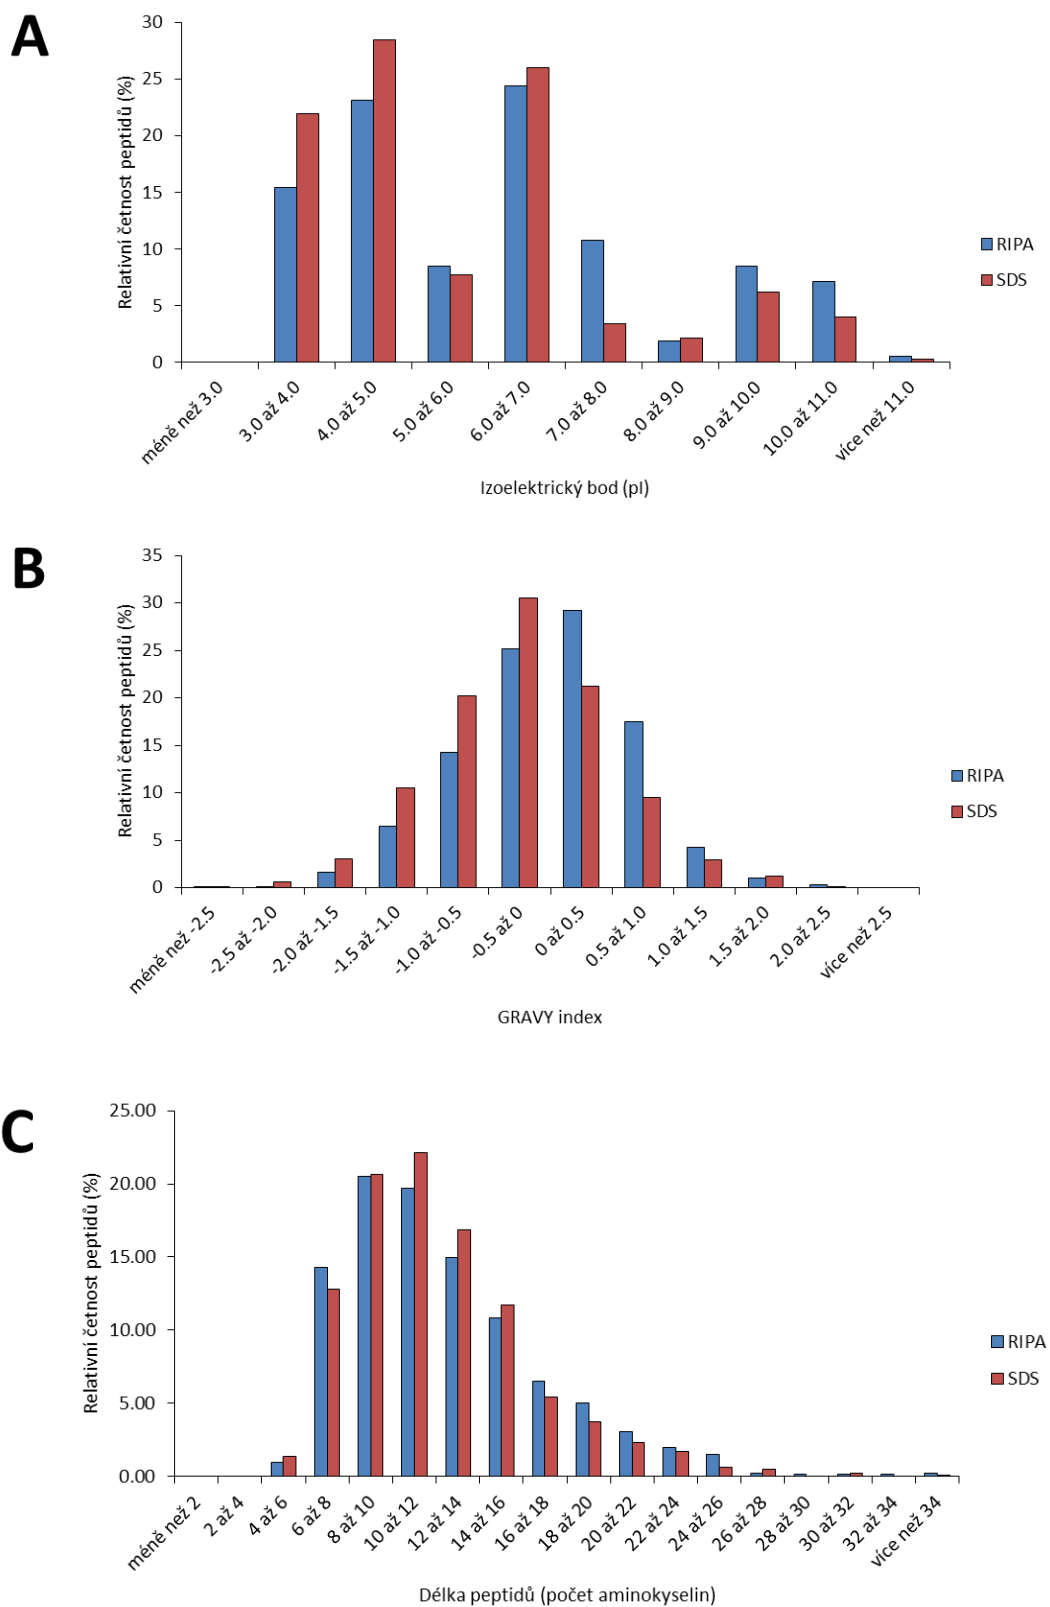 A
Relativní četnost peptidů (%)
30
25
20
15
10
5
0
méně než 3.0
3.0 až 4.0
4.0 až 5.0
5.0 až 6.0
6.0 až 7.0
7.0 až 8.0
8.0 až 9.0
9.0 až 10.0
10.0 až 11.0
více než 11.0
Izoelektrický bod (pI)
RIPA
SDS
B
Relativní četnost peptidů (%)
35
30
25
20
15
10
5
0
méně než -2.5
-2.5 až -2.0
-2.0 až -1.5
-1.5 až -1.0
-1.0 až -0.5
-0.5 až 0
0 až 0.5
0.5 až 1.0
1.0 až 1.5
1.5 až 2.0
2.0 až 2.5
více než 2.5
GRAVY index
RIPA
SDS
C
Relativní četnost peptidů (%)
25.00
20.00
15.00
10.00
5.00
0.00
méně než 2
2 až 4
4 až 6
6 až 8
8 až 10
10 až 12
12 až 14
14 až 16
16 až 18
18 až 20
20 až 22
22 až 24
24 až 26
26 až 28
28 až 30
30 až 32
32 až 34
více než 34
Délka peptidů (počet aminokyselin)
RIPA
SDS